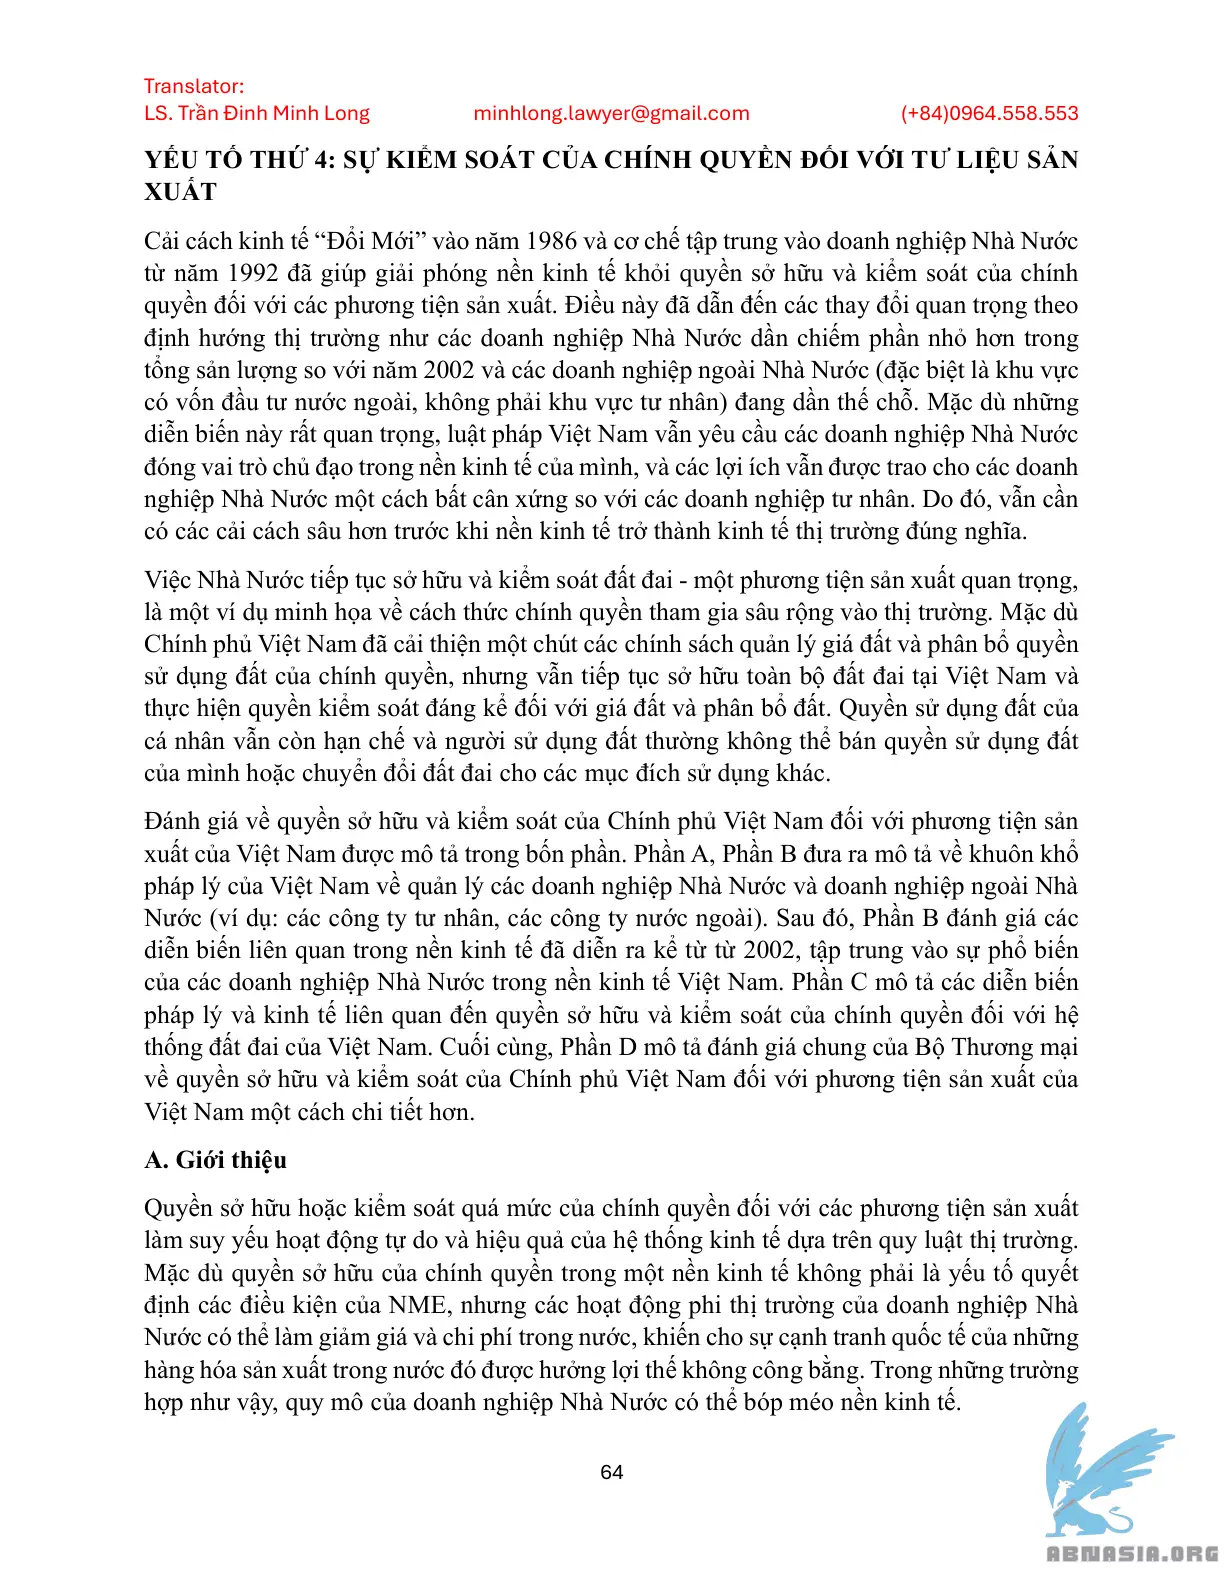 Translator:
LS. Trần Đinh Minh Long minhlong.lawyer@gmail.com (+84)0964.558.553
YẾU TỐ THỨ 4: SỰ KIỂM SOÁT CỦA CHÍNH QUYỀN ĐỐI VỚI TƯ LIỆU SẢN
XUẤT
Cải cách kinh tế “Đổi Mới” vào năm 1986 và cơ chế tập trung vào doanh nghiệp Nhà Nước
từ năm 1992 đã giúp giải phóng nền kinh tế khỏi quyền sở hữu và kiểm soát của chính
quyền đối với các phương tiện sản xuất. Điều này đã dẫn đến các thay đổi quan trọng theo
định hướng thị trường như các doanh nghiệp Nhà Nước dần chiếm phần nhỏ hơn trong
tổng sản lượng so với năm 2002 và các doanh nghiệp ngoài Nhà Nước (đặc biệt là khu vực
có vốn đầu tư nước ngoài, không phải khu vực tư nhân) đang dần thế chỗ. Mặc dù những
diễn biến này rất quan trọng, luật pháp Việt Nam vẫn yêu cầu các doanh nghiệp Nhà Nước
đóng vai trò chủ đạo trong nền kinh tế của mình, và các lợi ích vẫn được trao cho các doanh
nghiệp Nhà Nước một cách bất cân xứng so với các doanh nghiệp tư nhân. Do đó, vẫn cần
có các cải cách sâu hơn trước khi nền kinh tế trở thành kinh tế thị trường đúng nghĩa.
Việc Nhà Nước tiếp tục sở hữu và kiểm soát đất đai - một phương tiện sản xuất quan trọng,
là một ví dụ minh họa về cách thức chính quyền tham gia sâu rộng vào thị trường. Mặc dù
Chính phủ Việt Nam đã cải thiện một chút các chính sách quản lý giá đất và phân bổ quyền
sử dụng đất của chính quyền, nhưng vẫn tiếp tục sở hữu toàn bộ đất đai tại Việt Nam và
thực hiện quyền kiểm soát đáng kể đối với giá đất và phân bổ đất. Quyền sử dụng đất của
cá nhân vẫn còn hạn chế và người sử dụng đất thường không thể bán quyền sử dụng đất
của mình hoặc chuyển đổi đất đai cho các mục đích sử dụng khác.
Đánh giá về quyền sở hữu và kiểm soát của Chính phủ Việt Nam đối với phương tiện sản
xuất của Việt Nam được mô tả trong bốn phần. Phần A, Phần B đưa ra mô tả về khuôn khổ
pháp lý của Việt Nam về quản lý các doanh nghiệp Nhà Nước và doanh nghiệp ngoài Nhà
Nước (ví dụ: các công ty tư nhân, các công ty nước ngoài). Sau đó, Phần B đánh giá các
diễn biến liên quan trong nền kinh tế đã diễn ra kể từ từ 2002, tập trung vào sự phổ biến
của các doanh nghiệp Nhà Nước trong nền kinh tế Việt Nam. Phần C mô tả các diễn biến
pháp lý và kinh tế liên quan đến quyền sở hữu và kiểm soát của chính quyền đối với hệ
thống đất đai của Việt Nam. Cuối cùng, Phần D mô tả đánh giá chung của Bộ Thương mại
về quyền sở hữu và kiểm soát của Chính phủ Việt Nam đối với phương tiện sản xuất của
Việt Nam một cách chi tiết hơn.
A. Giới thiệu
Quyền sở hữu hoặc kiểm soát quá mức của chính quyền đối với các phương tiện sản xuất
làm suy yếu hoạt động tự do và hiệu quả của hệ thống kinh tế dựa trên quy luật thị trường.
Mặc dù quyền sở hữu của chính quyền trong một nền kinh tế không phải là yếu tố quyết
định các điều kiện của NME, nhưng các hoạt động phi thị trường của doanh nghiệp Nhà
Nước có thể làm giảm giá và chi phí trong nước, khiến cho sự cạnh tranh quốc tế của những
hàng hóa sản xuất trong nước đó được hưởng lợi thế không công bằng. Trong những trường
hợp như vậy, quy mô của doanh nghiệp Nhà Nước có thể bóp méo nền kinh tế.
64
ABNASIA.ORG